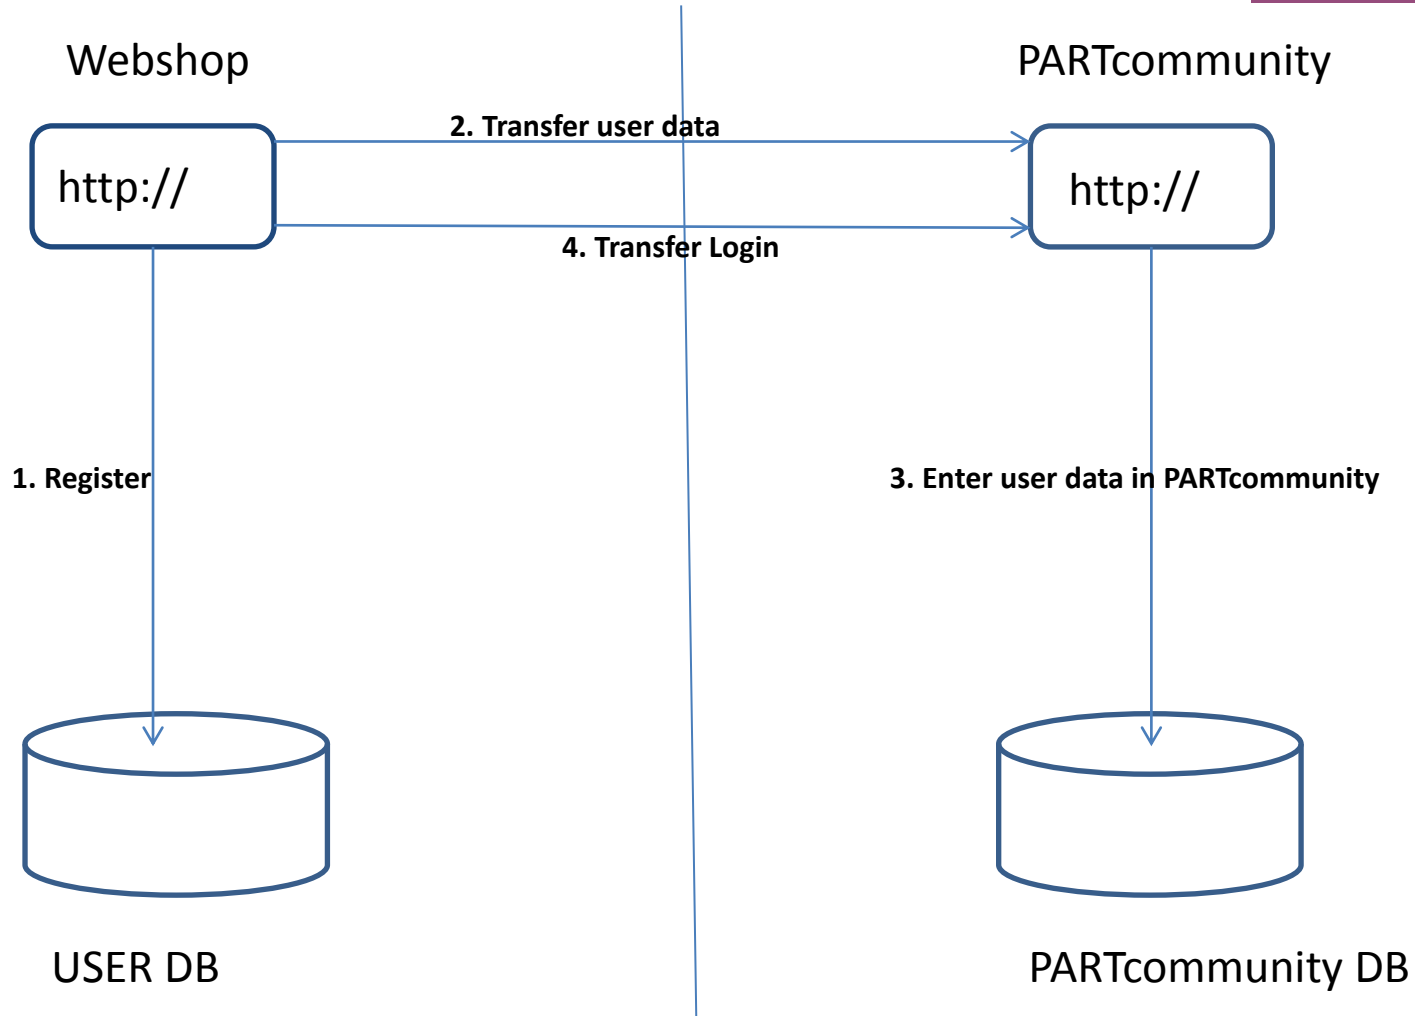 Webshop
PARTcommunity
2. Transfer user data
http://
http://
4. Transfer Login
1. Register
3. Enter user data in PARTcommunity
USER DB
PARTcommunity DB